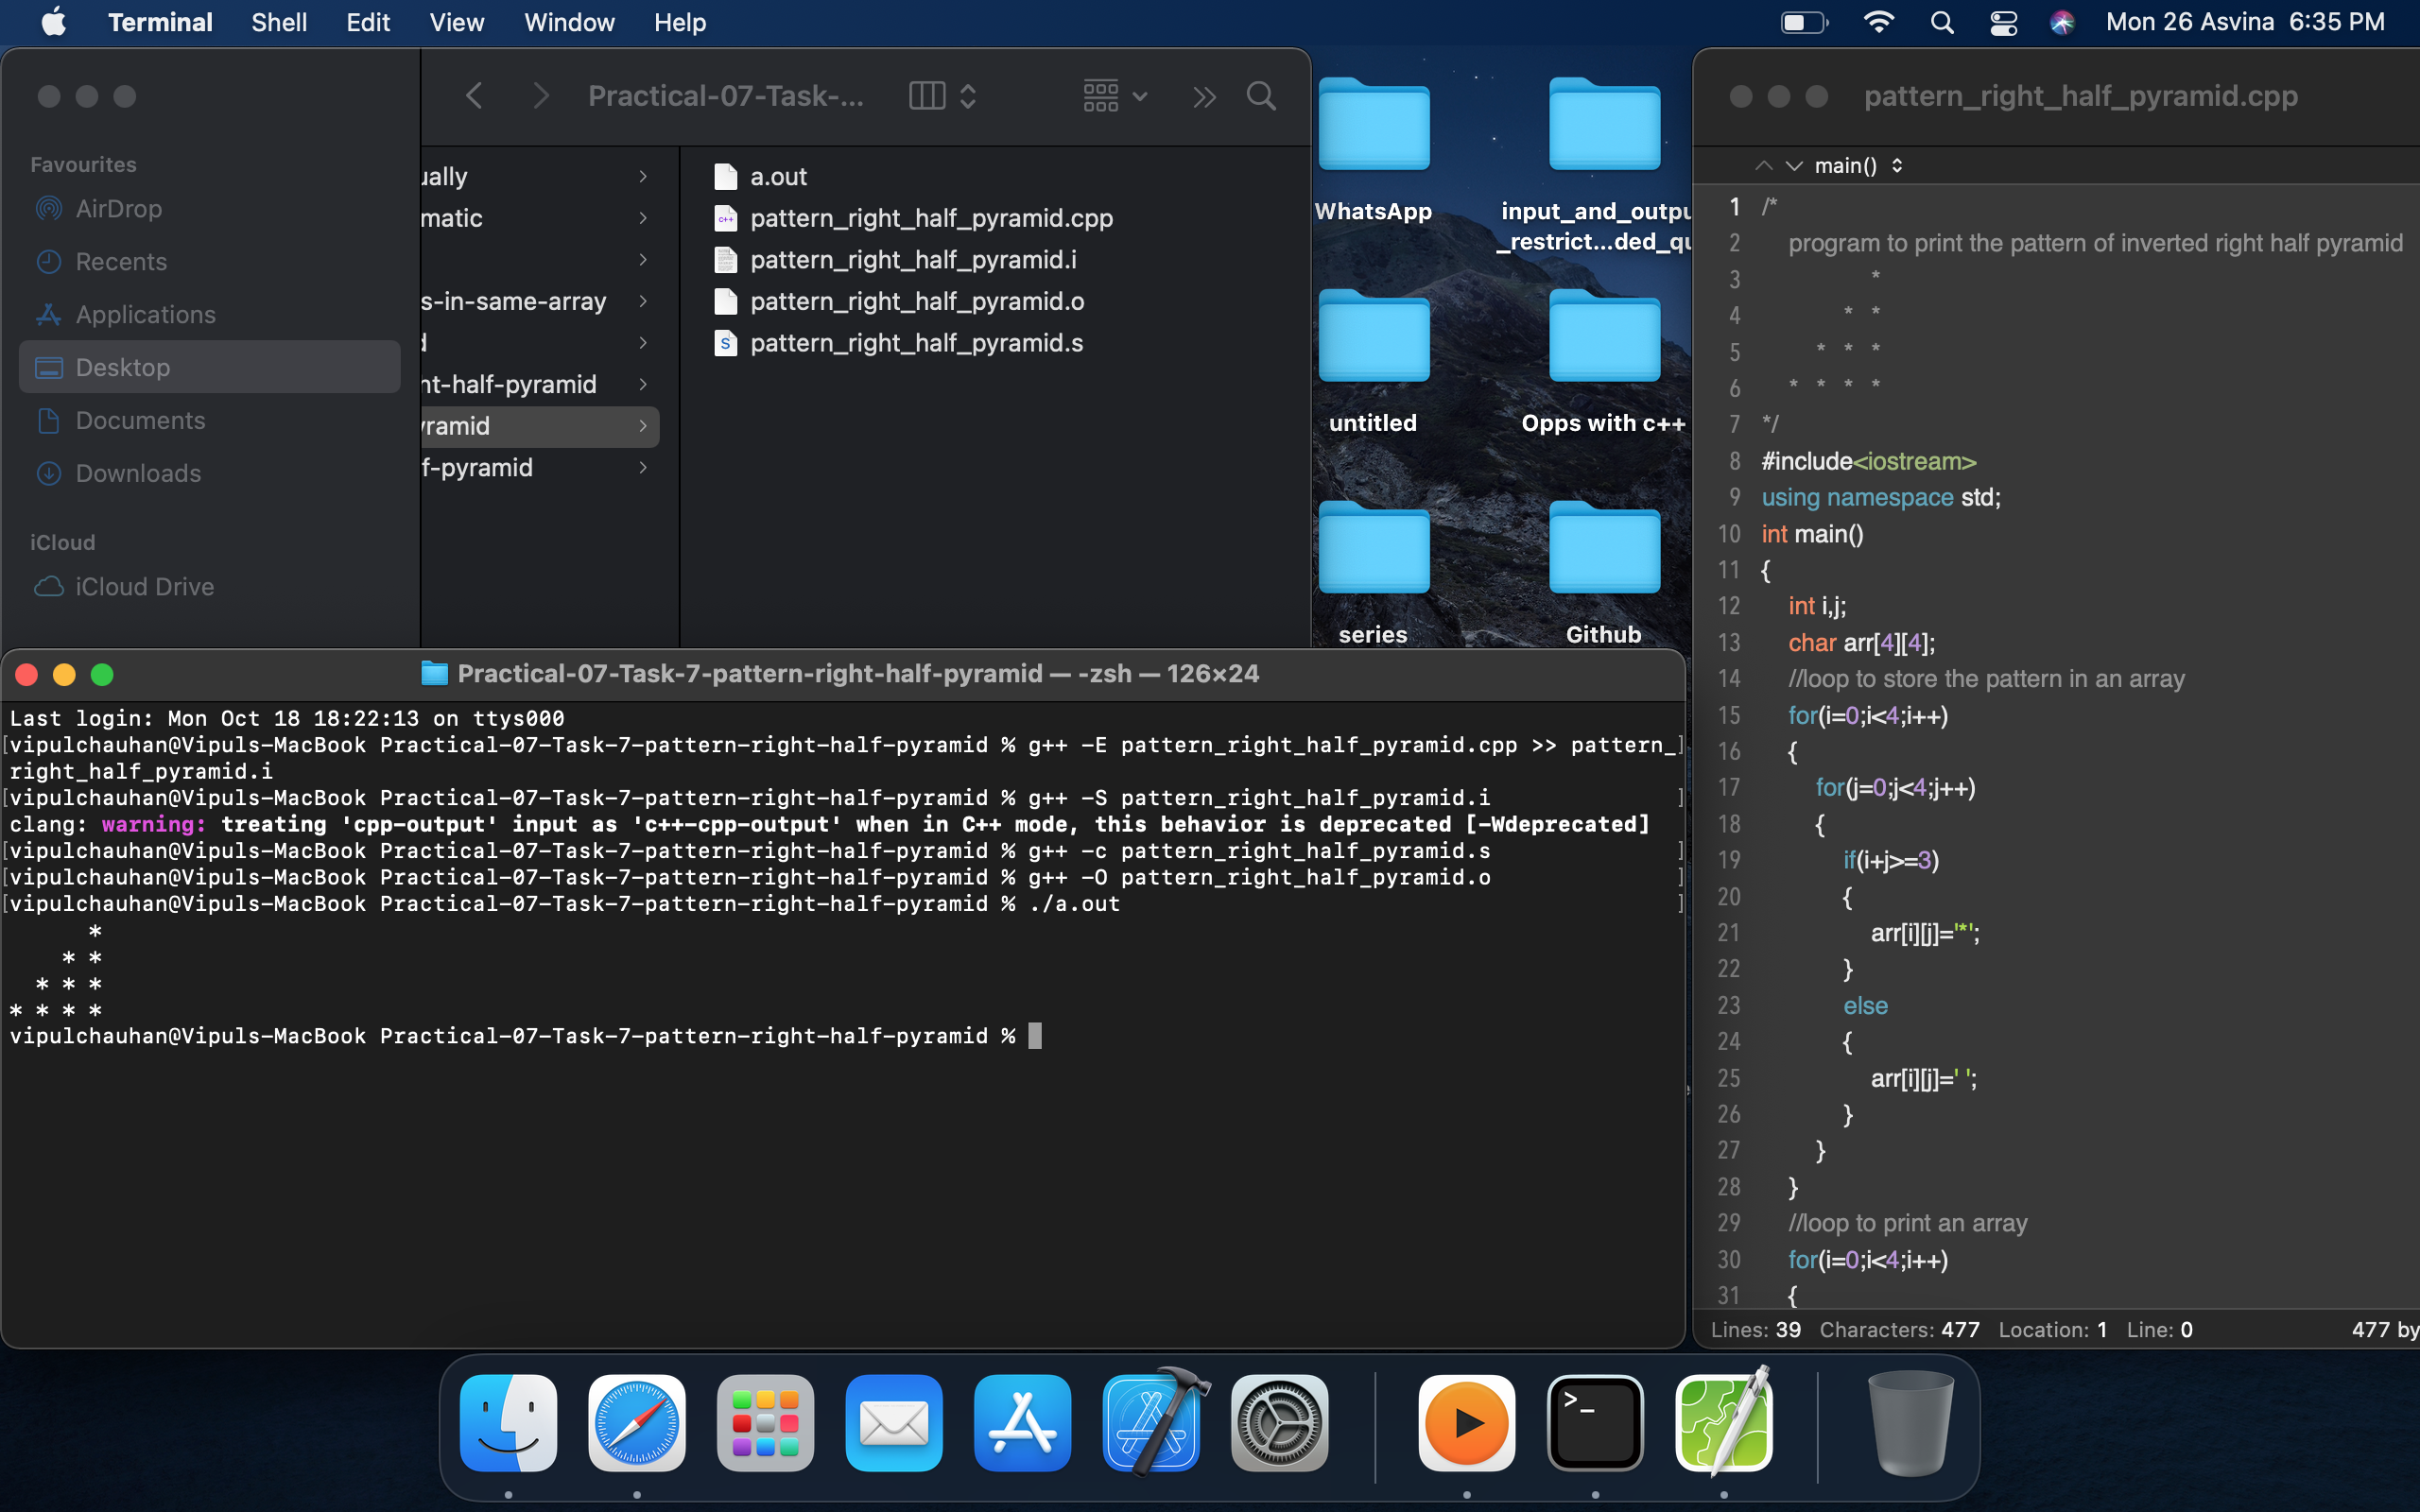 Terminal Shell Edit View Window Help Mon 26 Asvina 6:35 PM
Practical-07-Task-...
Favourites
AirDrop
Recents
Applications
Desktop
Documents
Downloads
iCloud
iCloud Drive
ually
matic
s-in-same-array
d
nt-half-pyramid
yramid
f-pyramid
a.out
pattern_right_half_pyramid.cpp
pattern_right_half_pyramid.i
pattern_right_half_pyramid.o
pattern_right_half_pyramid.s
WhatsApp
input_and_outpu
_restrict...ded_qu
untitled
Opps with c++
series
Github
Practical-07-Task-7-pattern-right-half-pyramid — -zsh — 126×24
Last login: Mon Oct 18 18:22:13 on ttys000
[vipulchauhan@Vipuls-MacBook Practical-07-Task-7-pattern-right-half-pyramid % g++ -E pattern_right_half_pyramid.cpp >> pattern_]
right_half_pyramid.i
[vipulchauhan@Vipuls-MacBook Practical-07-Task-7-pattern-right-half-pyramid % g++ -S pattern_right_half_pyramid.i ]
clang: warning: treating 'cpp-output' input as 'c++-cpp-output' when in C++ mode, this behavior is deprecated [-Wdeprecated]
[vipulchauhan@Vipuls-MacBook Practical-07-Task-7-pattern-right-half-pyramid % g++ -c pattern_right_half_pyramid.s ]
[vipulchauhan@Vipuls-MacBook Practical-07-Task-7-pattern-right-half-pyramid % g++ -O pattern_right_half_pyramid.o ]
[vipulchauhan@Vipuls-MacBook Practical-07-Task-7-pattern-right-half-pyramid % ./a.out ]
      *
    * *
  * * *
* * * *
vipulchauhan@Vipuls-MacBook Practical-07-Task-7-pattern-right-half-pyramid %
pattern_right_half_pyramid.cpp
main()
1 /*
2 program to print the pattern of inverted right half pyramid
3       *
4     * *
5   * * *
6 * * * *
7 */
8 #include<iostream>
9 using namespace std;
10 int main()
11 {
12 int i,j;
13 char arr[4][4];
14 //loop to store the pattern in an array
15 for(i=0;i<4;i++)
16 {
17 for(j=0;j<4;j++)
18 {
19 if(i+j>=3)
20 {
21 arr[i][j]='*';
22 }
23 else
24 {
25 arr[i][j]=' ';
26 }
27 }
28 }
29 //loop to print an array
30 for(i=0;i<4;i++)
31 {
Lines: 39 Characters: 477 Location: 1 Line: 0 477 by